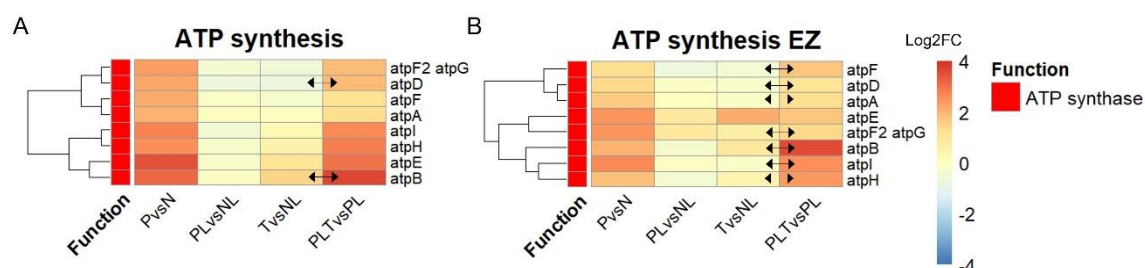 A
ATP synthesis
atpF2 atpG
atpD
atpF
atpA
atpI
atpH
atpE
atpB
Function
PvsN
PLvsNL
TvsNL
PLTvsPL
B
ATP synthesis EZ
atpF
atpD
atpA
atpE
atpF2 atpG
atpB
atpI
atpH
Function
PvsN
PLvsNL
TvsNL
PLTvsPL
Log2FC
4
2
0
-2
-4
Function
ATP synthase